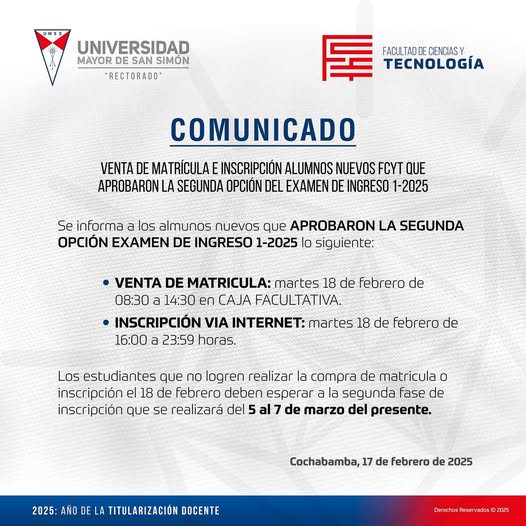 U M S S
UNIVERSIDAD
MAYOR DE SAN SIMÓN
"RECTORADO"
FACULTAD DE CIENCIAS Y
TECNOLOGÍA
COMUNICADO
VENTA DE MATRÍCULA E INSCRIPCIÓN ALUMNOS NUEVOS FCYT QUE
APROBARON LA SEGUNDA OPCIÓN DEL EXAMEN DE INGRESO 1-2025
Se informa a los almunos nuevos que APROBARON LA SEGUNDA
OPCIÓN EXAMEN DE INGRESO 1-2025 lo siguiente:
• VENTA DE MATRICULA: martes 18 de febrero de
08:30 a 14:30 en CAJA FACULTATIVA.
• INSCRIPCIÓN VIA INTERNET: martes 18 de febrero de
16:00 a 23:59 horas.
Los estudiantes que no logren realizar la compra de matricula o
inscripción el 18 de febrero deben esperar a la segunda fase de
inscripción que se realizará del 5 al 7 de marzo del presente.
Cochabamba, 17 de febrero de 2025
2025: AÑO DE LA TITULARIZACIÓN DOCENTE
Derechos Reservados © 2025